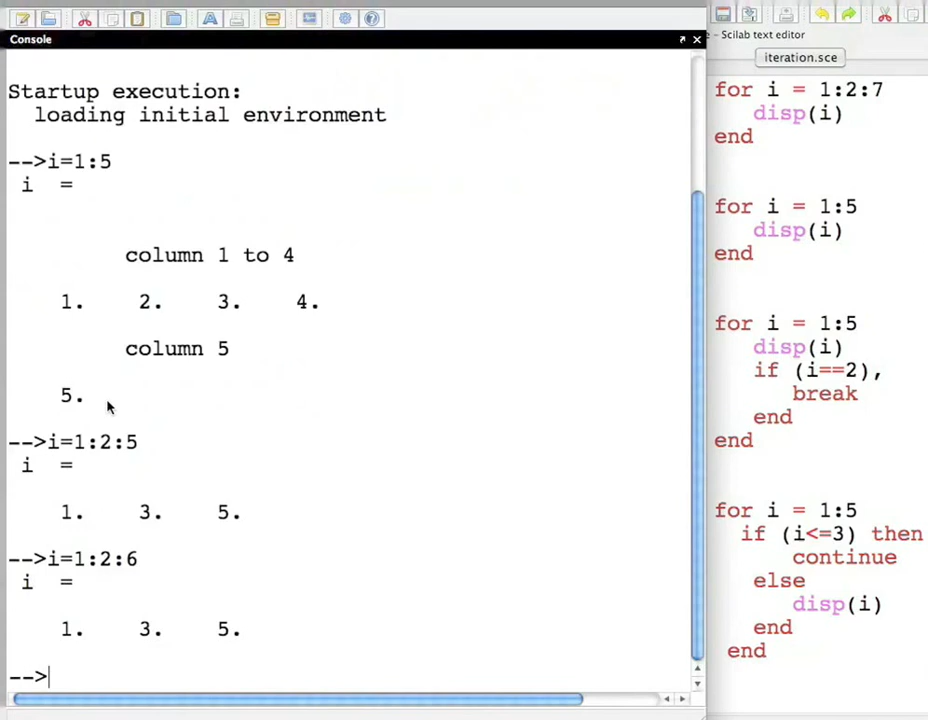 Console
Startup execution:
loading initial environment
-->i=1:5
i =
column 1 to 4
1. 2. 3. 4.
column 5
5.
-->i=1:2:5
i =
1. 3. 5.
-->i=1:2:6
i =
1. 3. 5.
-->
- Scilab text editor
iteration.sce
for i = 1:2:7
disp(i)
end
for i = 1:5
disp(i)
end
for i = 1:5
disp(i)
if (i==2),
break
end
end
for i = 1:5
if (i<=3) then
continue
else
disp(i)
end
end